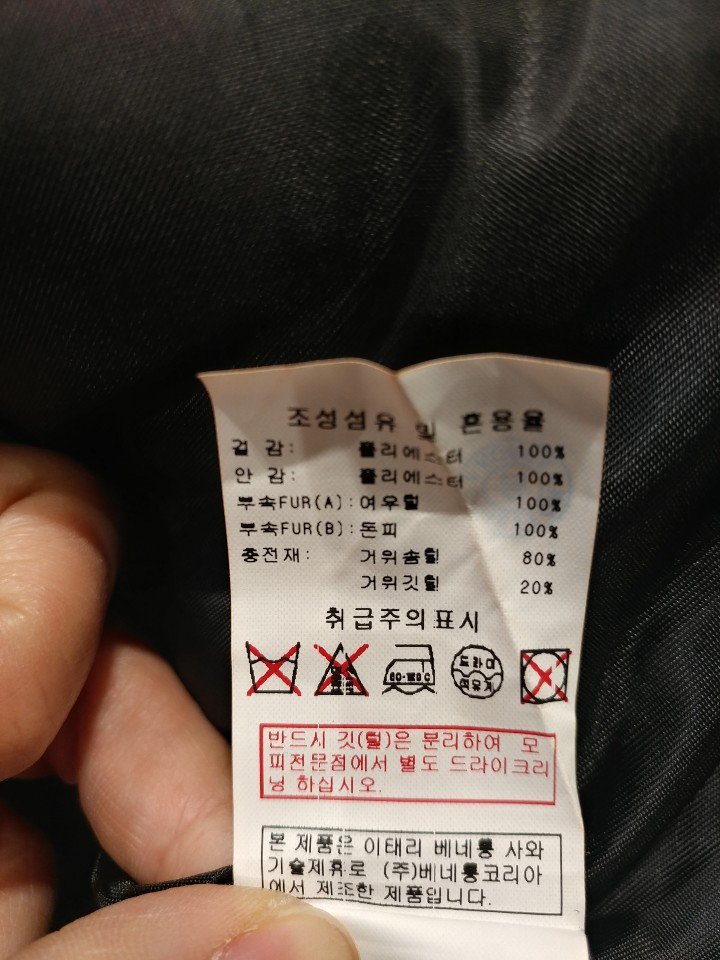 조성섬유 및 혼용율
겉 감: 폴리에스터 100%
안 감: 폴리에스터 100%
부속FUR(A): 여우털 100%
부속FUR(B): 돈피 100%
충전재: 거위솜털 80%
거위깃털 20%
취급주의표시
드라이
석유계
반드시 깃(털)은 분리하여 모
피전문점에서 별도 드라이크리
닝 하십시오.
본 제품은 이태리 베네통 사와
기술제휴로 (주)베네통코리아
에서 제조한 제품입니다.